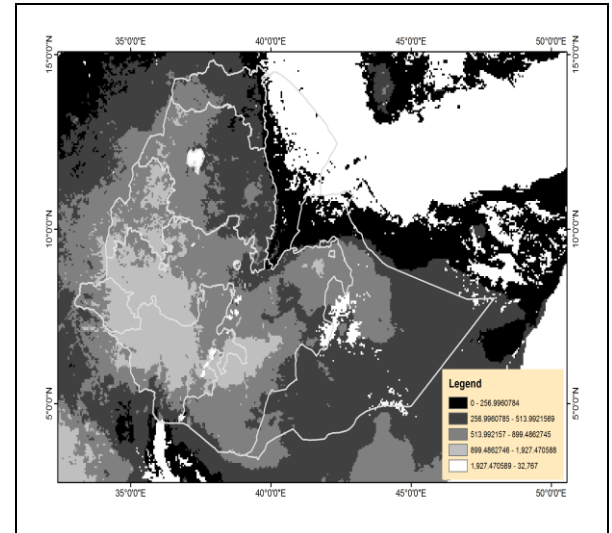 35°0'0"E 40°0'0"E 45°0'0"E 50°0'0"E
15°0'0"N 15°0'0"N
10°0'0"N 10°0'0"N
5°0'0"N 5°0'0"N
Legend
0 - 256.9960784
256.9960785 - 513.9921569
513.992157 - 899.4862745
899.4862746 - 1,927.470588
1,927.470589 - 32,767
35°0'0"E 40°0'0"E 45°0'0"E 50°0'0"E